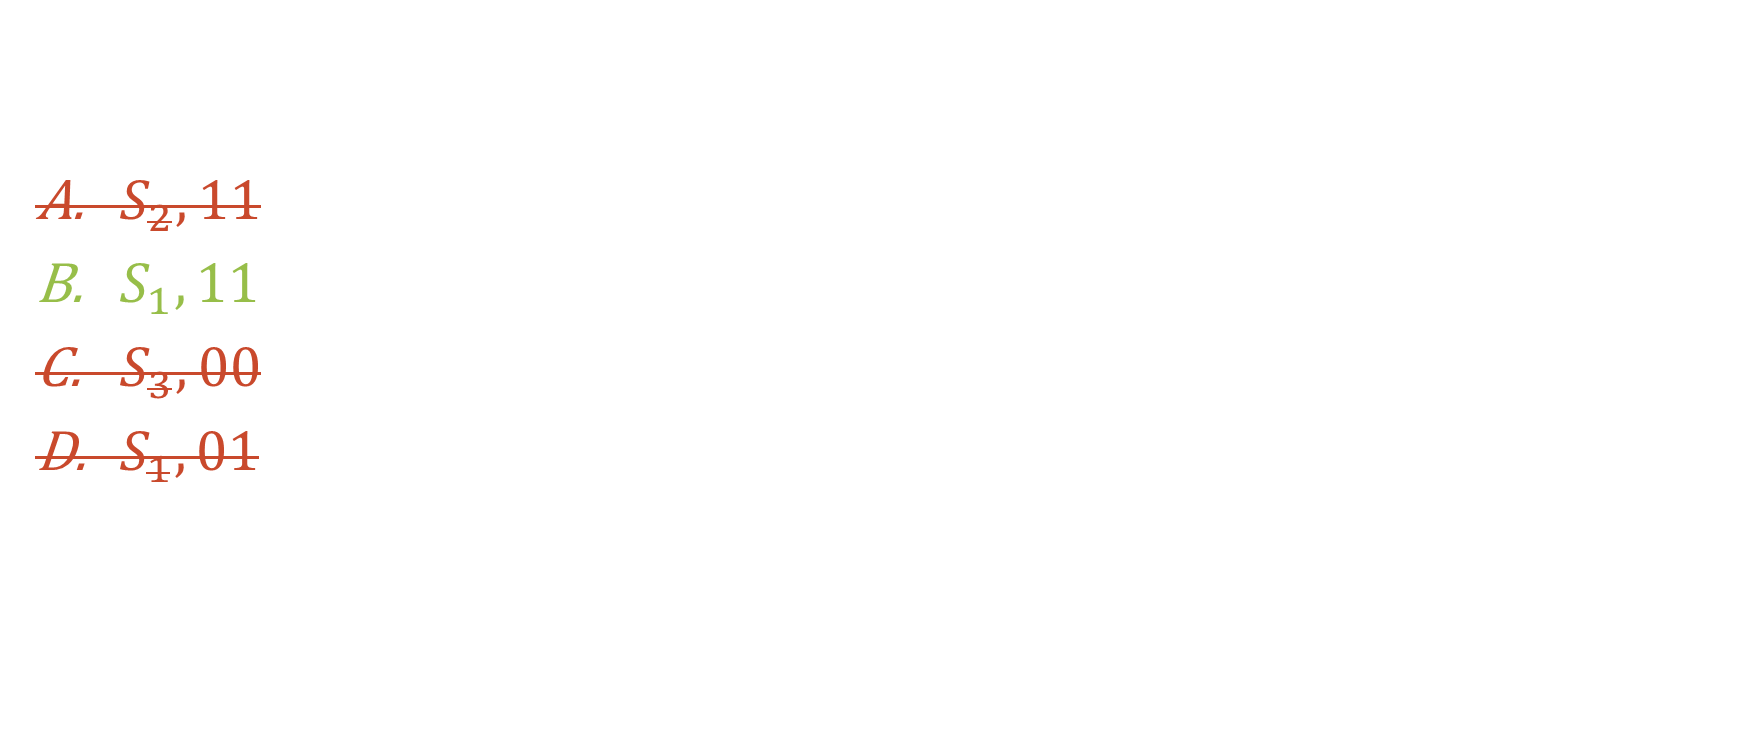 A. S₂, 11
B. S₁, 11
C. S₃, 00
D. S₁, 01